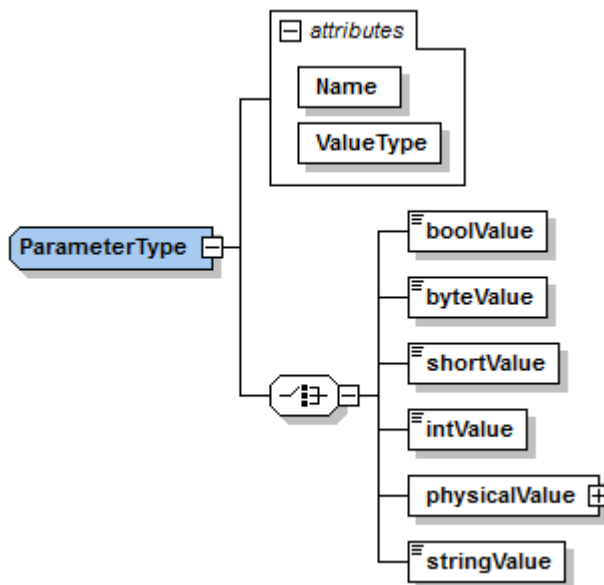 attributes
Name
ValueType
ParameterType
boolValue
byteValue
shortValue
intValue
physicalValue
stringValue